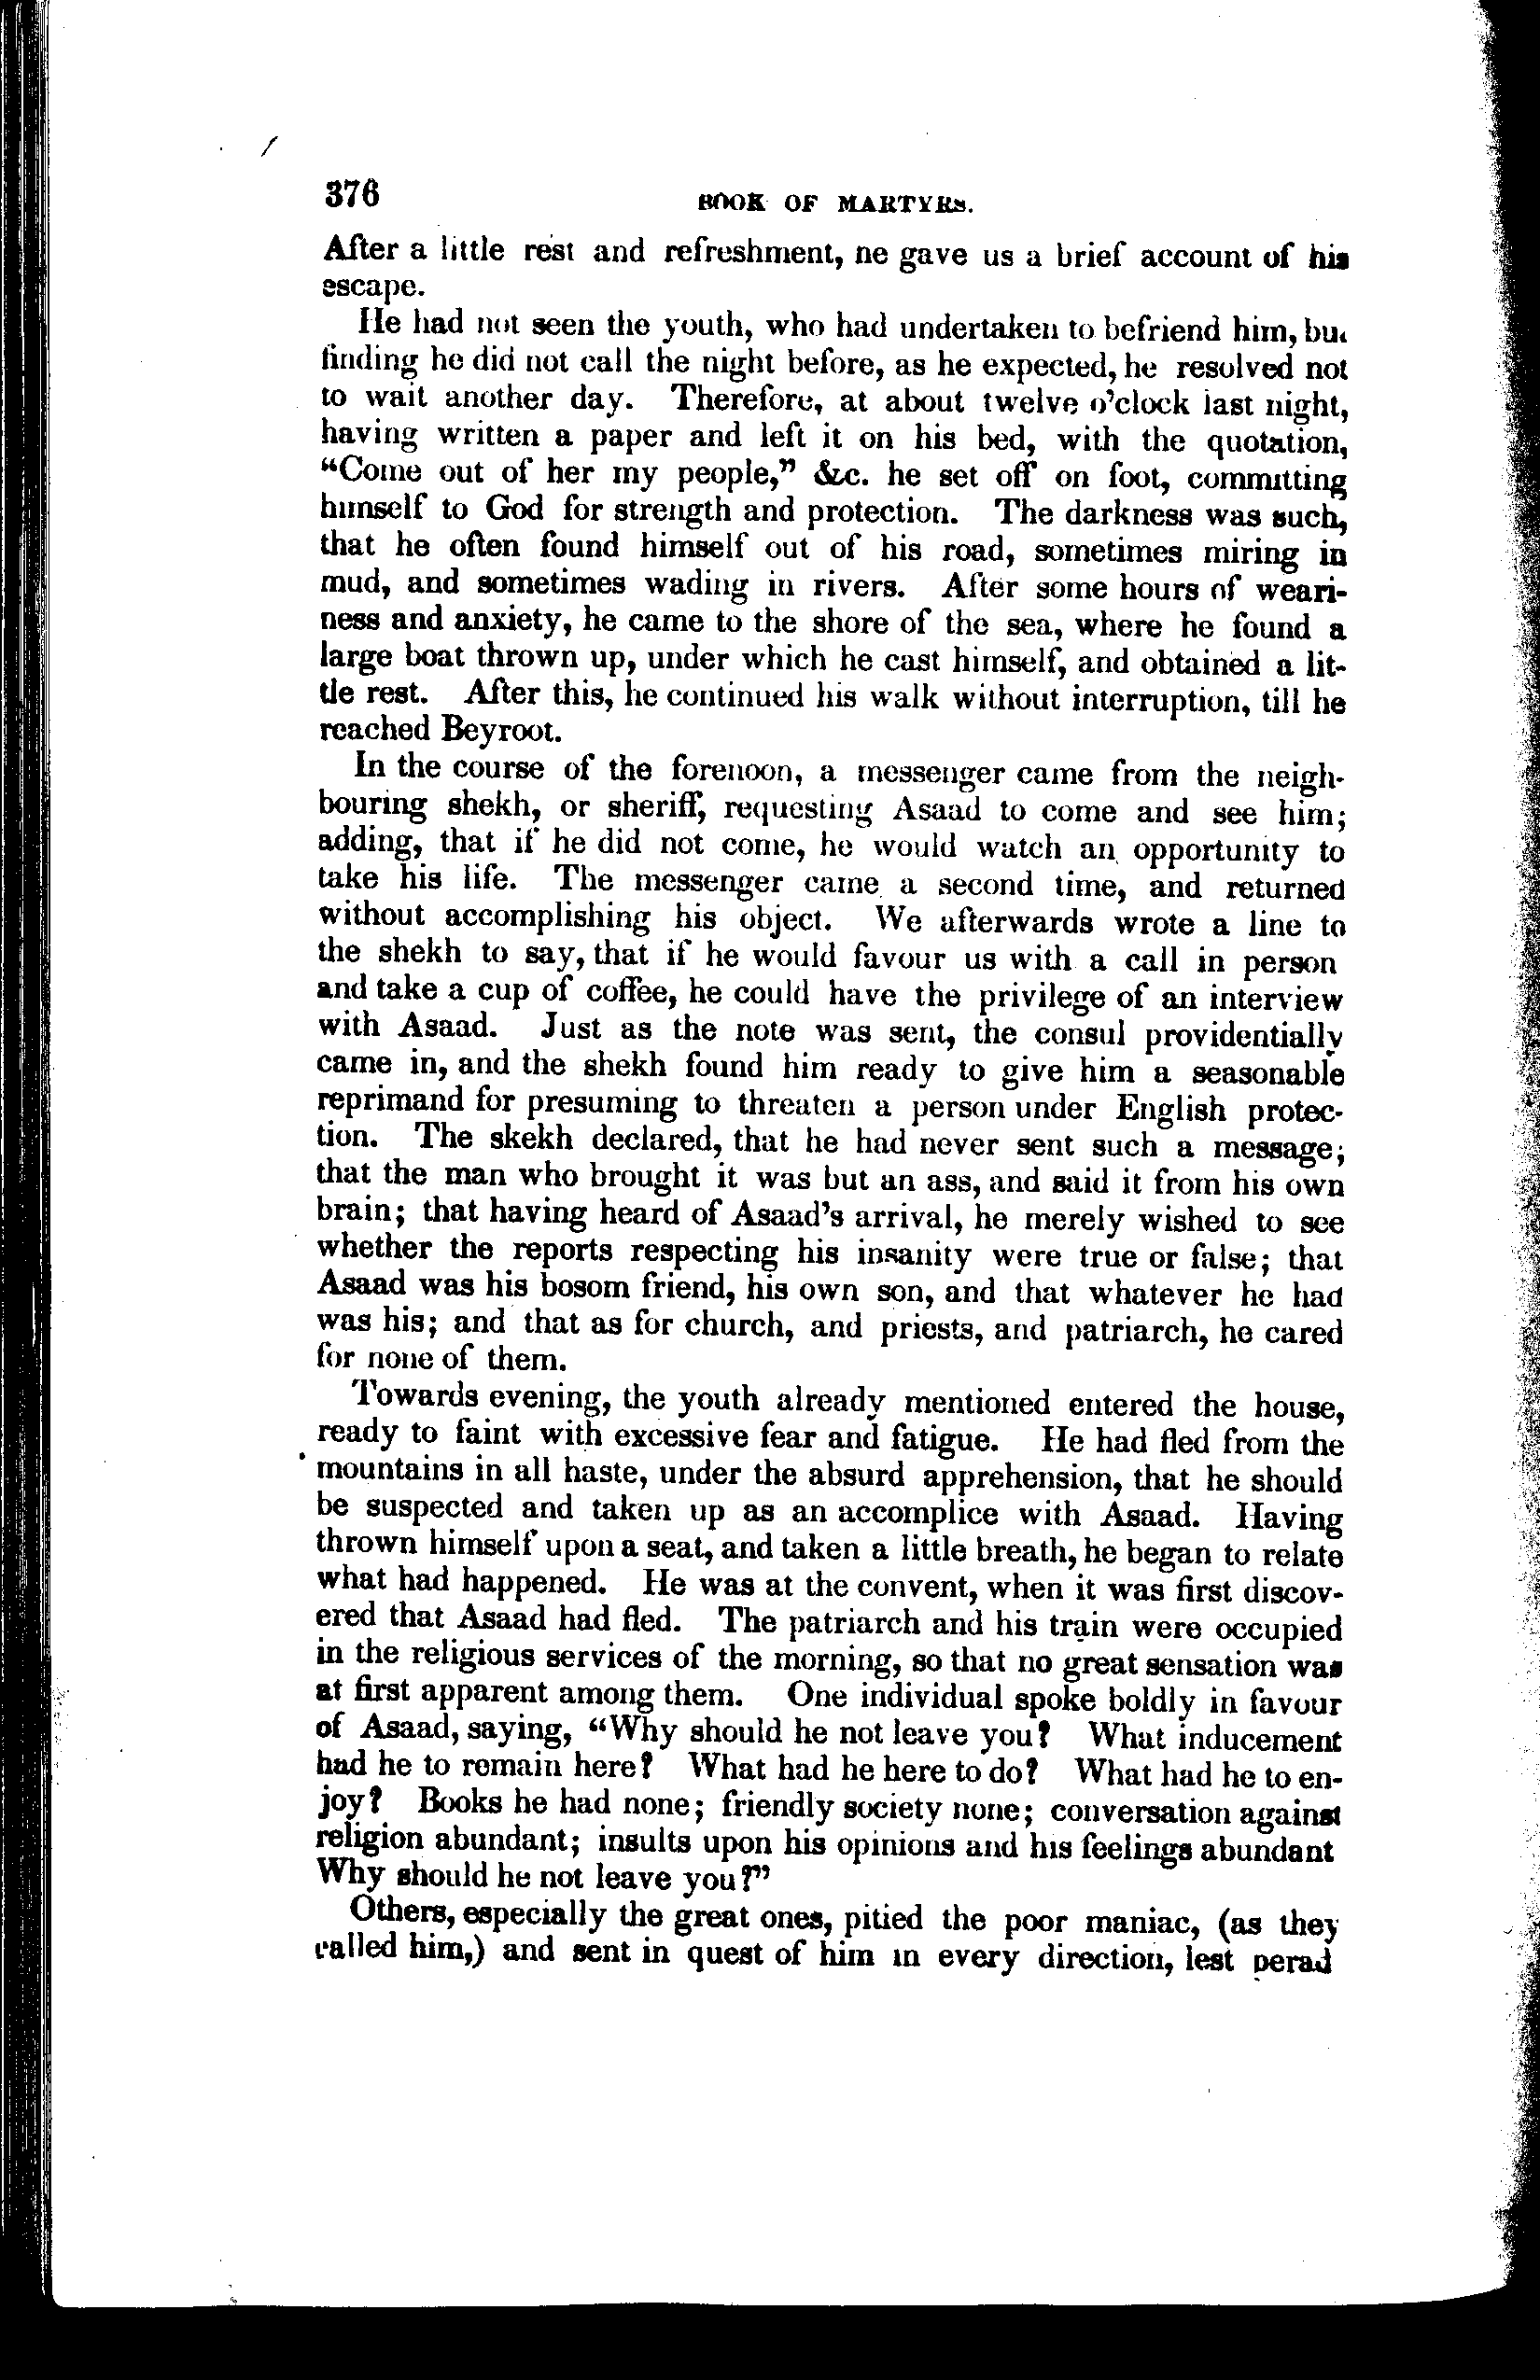 376 BOOK OF MARTYRS.
After a little rest and refreshment, he gave us a brief account of his
escape.
He had not seen the youth, who had undertaken to befriend him, but
finding he did not call the night before, as he expected, he resolved not
to wait another day. Therefore, at about twelve o'clock last night,
having written a paper and left it on his bed, with the quotation,
“Come out of her my people,” &c. he set off on foot, committing
himself to God for strength and protection. The darkness was such,
that he often found himself out of his road, sometimes miring in
mud, and sometimes wading in rivers. After some hours of weari-
ness and anxiety, he came to the shore of the sea, where he found a
large boat thrown up, under which he cast himself, and obtained a lit-
tle rest. After this, he continued his walk without interruption, till he
reached Beyroot.
In the course of the forenoon, a messenger came from the neigh-
bouring shekh, or sheriff, requesting Asaad to come and see him;
adding, that if he did not come, he would watch an opportunity to
take his life. The messenger came a second time, and returned
without accomplishing his object. We afterwards wrote a line to
the shekh to say, that if he would favour us with a call in person
and take a cup of coffee, he could have the privilege of an interview
with Asaad. Just as the note was sent, the consul providentially
came in, and the shekh found him ready to give him a seasonable
reprimand for presuming to threaten a person under English protec-
tion. The skekh declared, that he had never sent such a message;
that the man who brought it was but an ass, and said it from his own
brain; that having heard of Asaad's arrival, he merely wished to see
whether the reports respecting his insanity were true or false; that
Asaad was his bosom friend, his own son, and that whatever he had
was his; and that as for church, and priests, and patriarch, he cared
for none of them.
Towards evening, the youth already mentioned entered the house,
ready to faint with excessive fear and fatigue. He had fled from the
mountains in all haste, under the absurd apprehension, that he should
be suspected and taken up as an accomplice with Asaad. Having
thrown himself upon a seat, and taken a little breath, he began to relate
what had happened. He was at the convent, when it was first discov-
ered that Asaad had fled. The patriarch and his train were occupied
in the religious services of the morning, so that no great sensation was
at first apparent among them. One individual spoke boldly in favour
of Asaad, saying, “Why should he not leave you? What inducement
had he to remain here? What had he here to do? What had he to en-
joy? Books he had none; friendly society none; conversation against
religion abundant; insults upon his opinions and his feelings abundant
Why should he not leave you?”
Others, especially the great ones, pitied the poor maniac, (as they
called him,) and sent in quest of him in every direction, lest perad